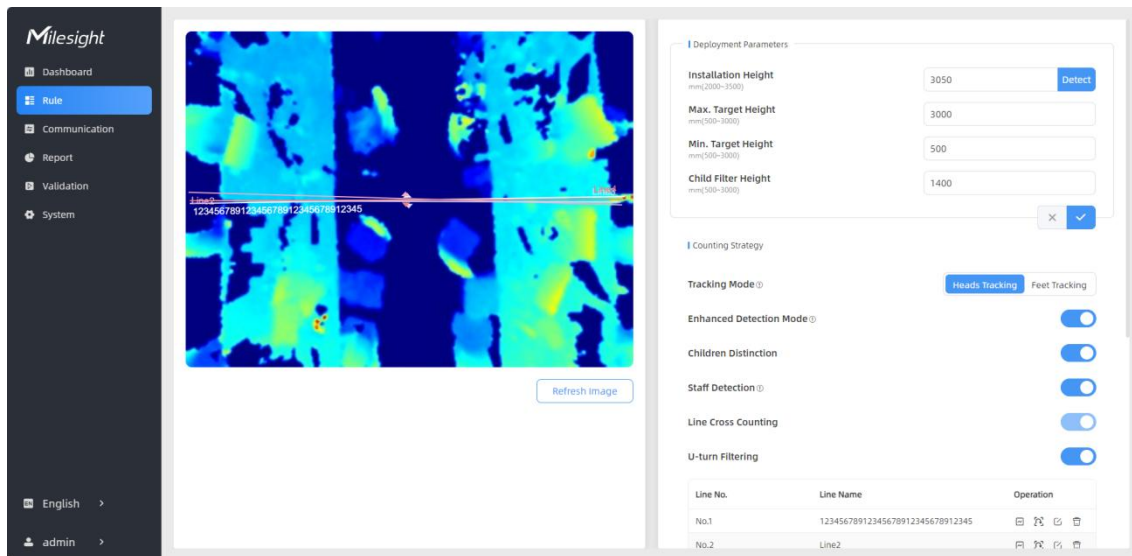 Milesight
Dashboard
Rule
Communication
Report
Validation
System
English
admin
Line2
12345678912345678912345678912345
Refresh Image
Deployment Parameters
Installation Height
mm(2000~3500)
3050
Detect
Max. Target Height
mm(500~3000)
3000
Min. Target Height
mm(500~3000)
500
Child Filter Height
mm(500~3000)
1400
Counting Strategy
Tracking Mode
Heads Tracking Feet Tracking
Enhanced Detection Mode
Children Distinction
Staff Detection
Line Cross Counting
U-turn Filtering
Line No. Line Name Operation
No.1 12345678912345678912345678912345
No.2 Line2